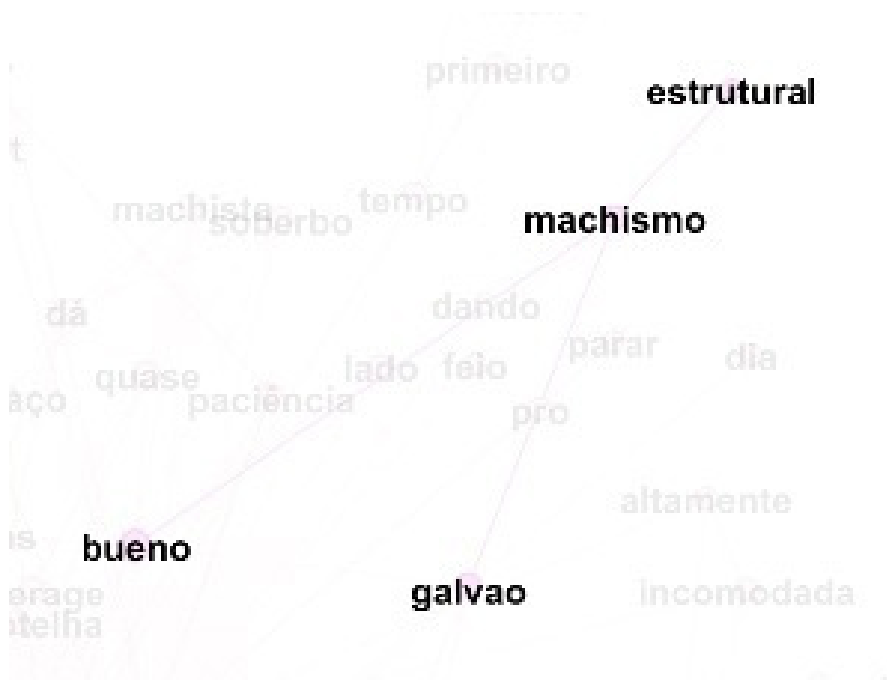 primeiro
estrutural
machista
soberbo
tempo
machismo
dando
dá
parar
dia
lado
feio
quase
paciência
pro
altamente
bueno
galvao
incomodada